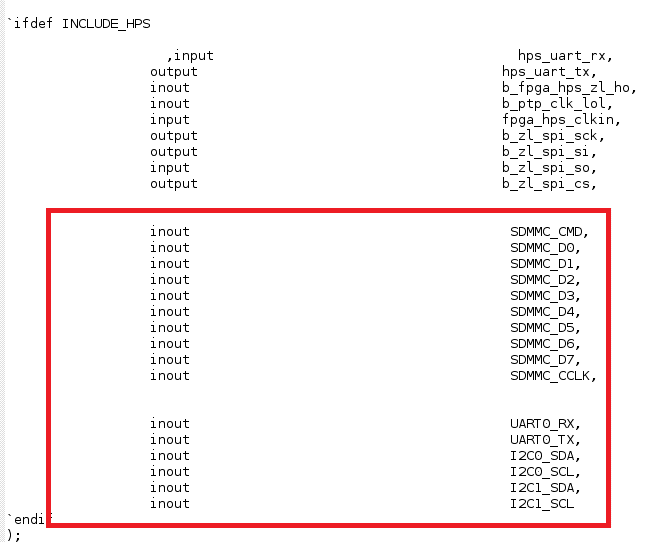 `ifdef INCLUDE_HPS
,input hps_uart_rx,
output hps_uart_tx,
inout b_fpga_hps_zl_ho,
inout b_ptp_clk_lol,
input fpga_hps_clkin,
output b_zl_spi_sck,
output b_zl_spi_si,
input b_zl_spi_so,
output b_zl_spi_cs,
inout SDMMC_CMD,
inout SDMMC_D0,
inout SDMMC_D1,
inout SDMMC_D2,
inout SDMMC_D3,
inout SDMMC_D4,
inout SDMMC_D5,
inout SDMMC_D6,
inout SDMMC_D7,
inout SDMMC_CCLK,
inout UART0_RX,
inout UART0_TX,
inout I2C0_SDA,
inout I2C0_SCL,
inout I2C1_SDA,
inout I2C1_SCL
`endif
);